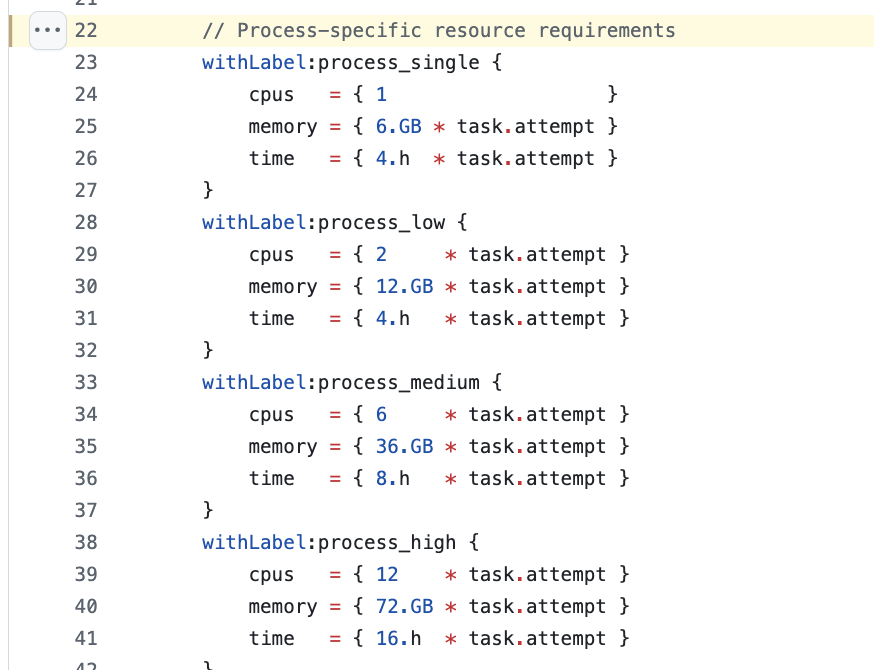 21
22 // Process-specific resource requirements
23 withLabel:process_single {
24 cpus   = { 1                   }
25 memory = { 6.GB * task.attempt }
26 time   = { 4.h  * task.attempt }
27 }
28 withLabel:process_low {
29 cpus   = { 2     * task.attempt }
30 memory = { 12.GB * task.attempt }
31 time   = { 4.h   * task.attempt }
32 }
33 withLabel:process_medium {
34 cpus   = { 6     * task.attempt }
35 memory = { 36.GB * task.attempt }
36 time   = { 8.h   * task.attempt }
37 }
38 withLabel:process_high {
39 cpus   = { 12    * task.attempt }
40 memory = { 72.GB * task.attempt }
41 time   = { 16.h  * task.attempt }
42 }